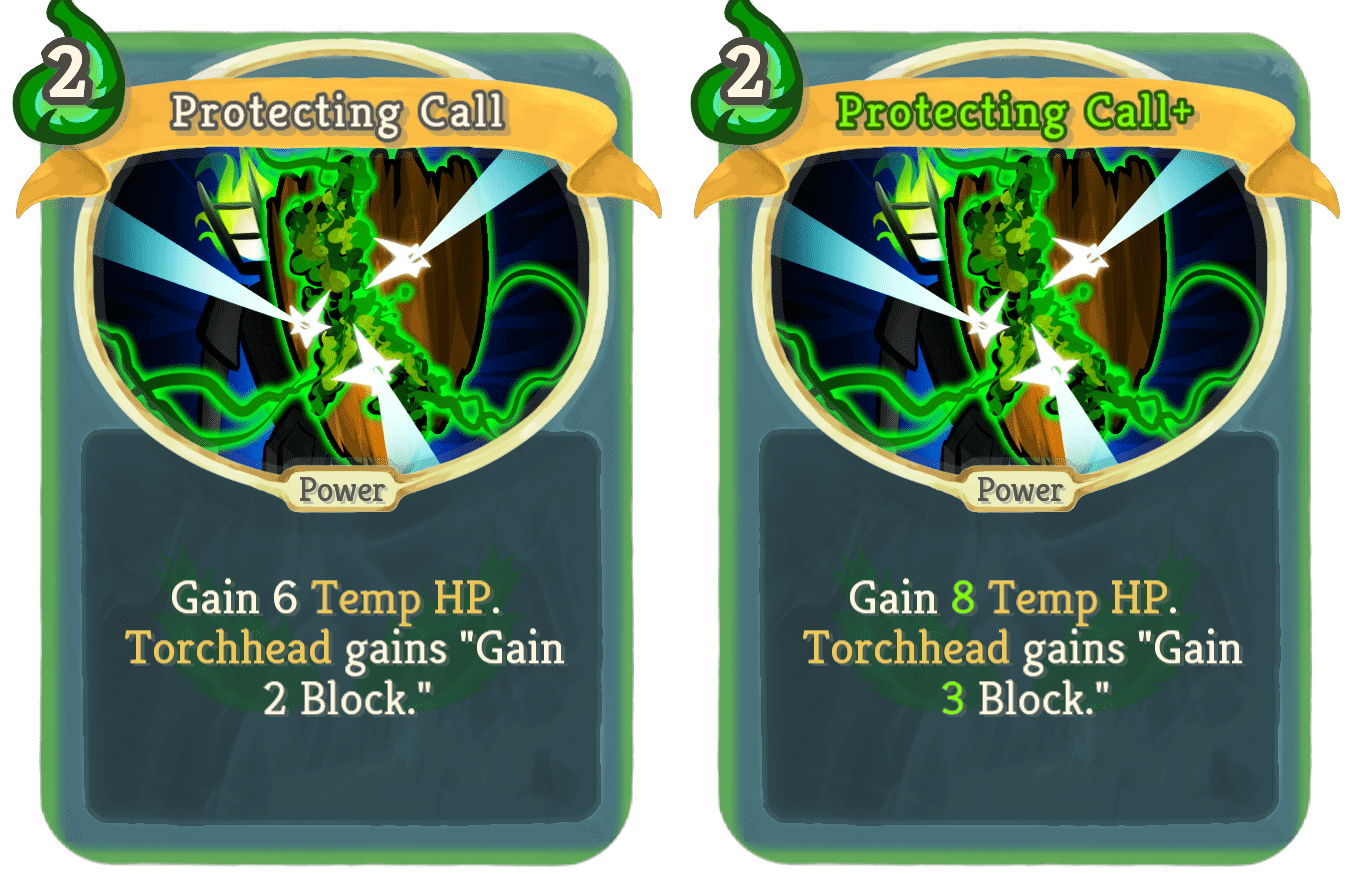 2
Protecting Call
Power
Gain 6 Temp HP.
Torchhead gains "Gain
2 Block."
2
Protecting Call+
Power
Gain 8 Temp HP.
Torchhead gains "Gain
3 Block."